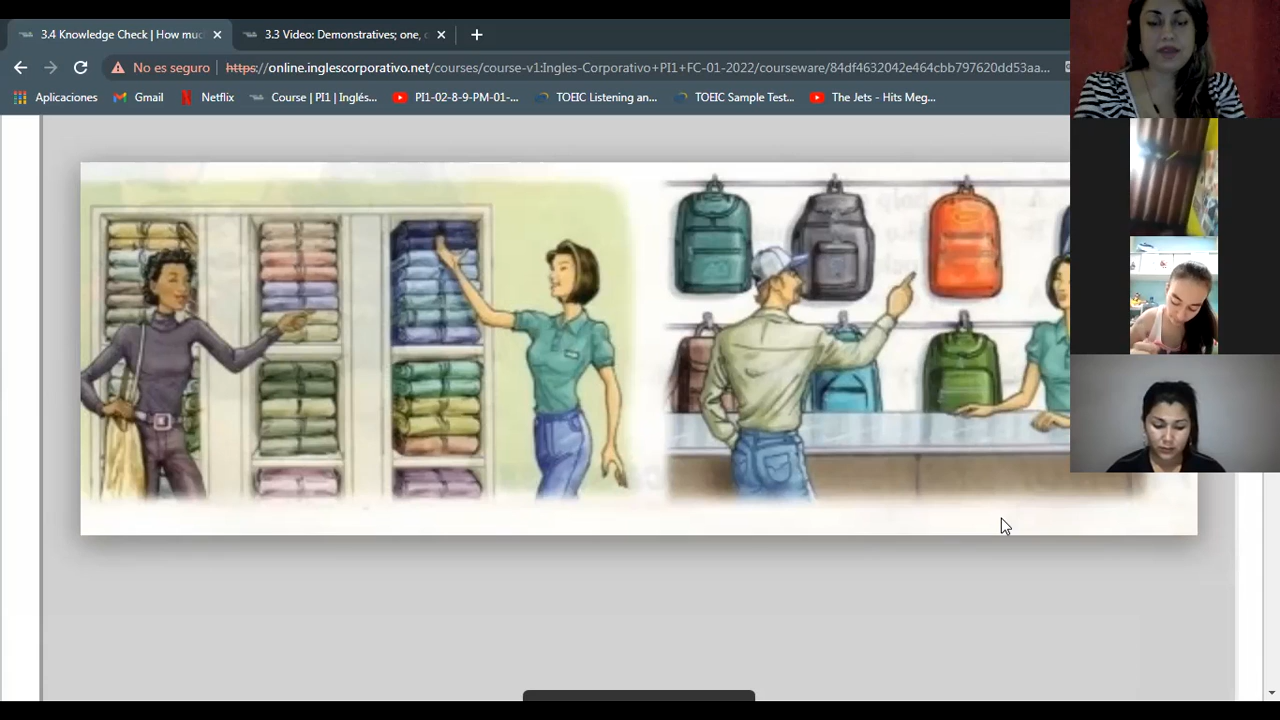 3.4 Knowledge Check | How muc
3.3 Video: Demonstratives; one, o
No es seguro
https://online.inglescorporativo.net/courses/course-v1:Ingles-Corporativo+PI1+FC-01-2022/courseware/84df4632042e464cbb797620dd53aa...
Aplicaciones
Gmail
Netflix
Course | PI1 | Inglés...
PI1-02-8-9-PM-01-...
TOEIC Listening an...
TOEIC Sample Test...
The Jets - Hits Meg...